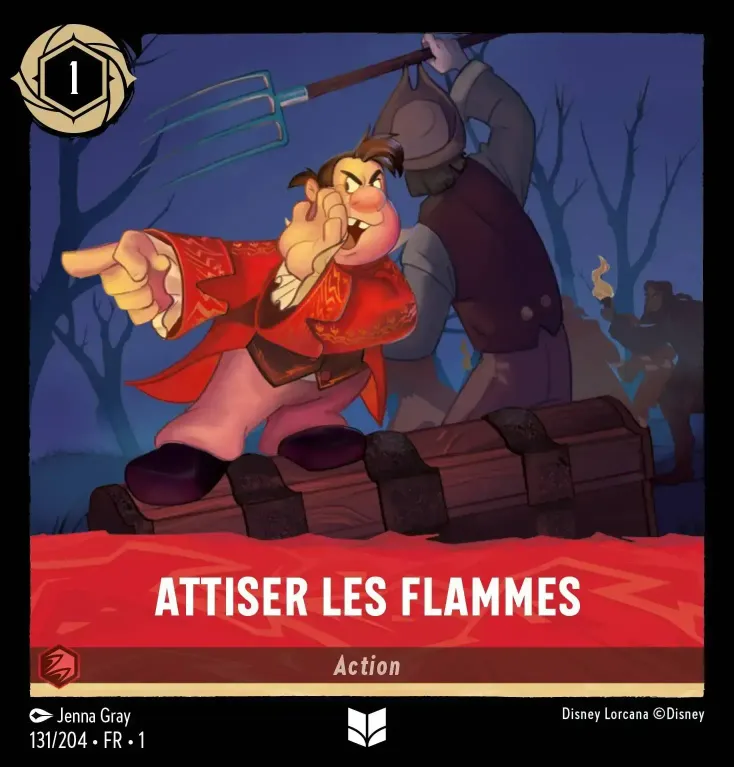 1
ATTISER LES FLAMMES
Action
Jenna Gray
Disney Lorcana ©Disney
131/204 • FR • 1